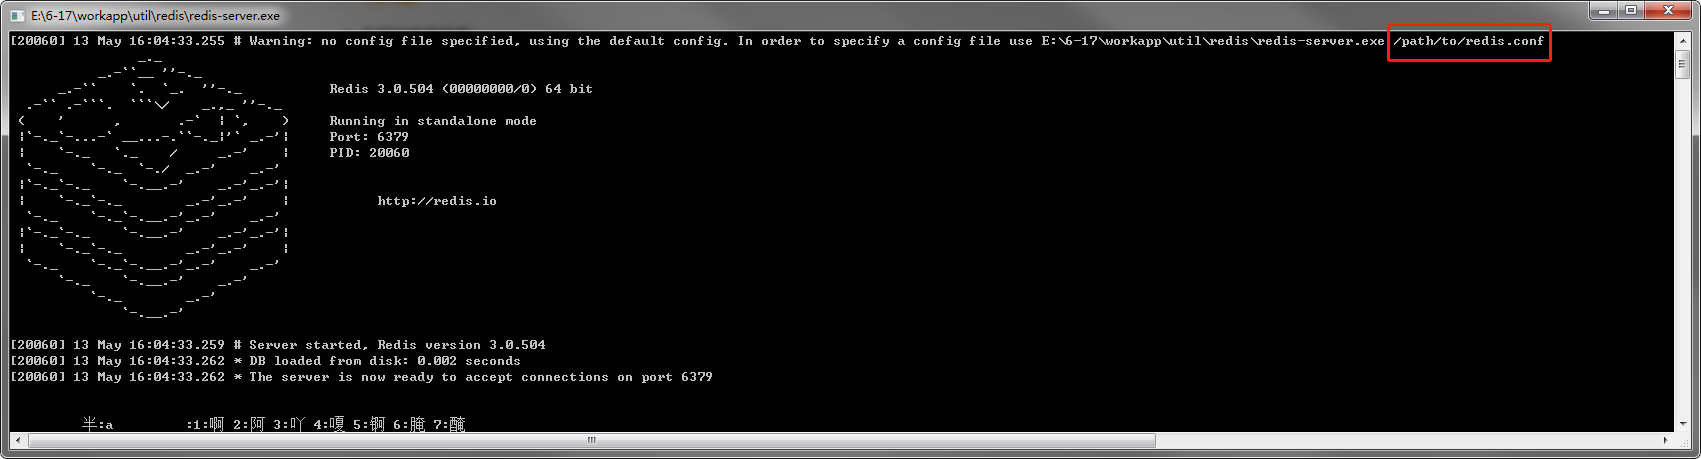 E:\6-17\workapp\util\redis\redis-server.exe
[20060] 13 May 16:04:33.255 # Warning: no config file specified, using the default config. In order to specify a config file use E:\6-17\workapp\util\redis\redis-server.exe /path/to/redis.conf
Redis 3.0.504 (00000000/0) 64 bit
Running in standalone mode
Port: 6379
PID: 20060
http://redis.io
[20060] 13 May 16:04:33.259 # Server started, Redis version 3.0.504
[20060] 13 May 16:04:33.262 * DB loaded from disk: 0.002 seconds
[20060] 13 May 16:04:33.262 * The server is now ready to accept connections on port 6379
半:a :1:啊 2:阿 3:吖 4:嗄 5:锕 6:腌 7:醃